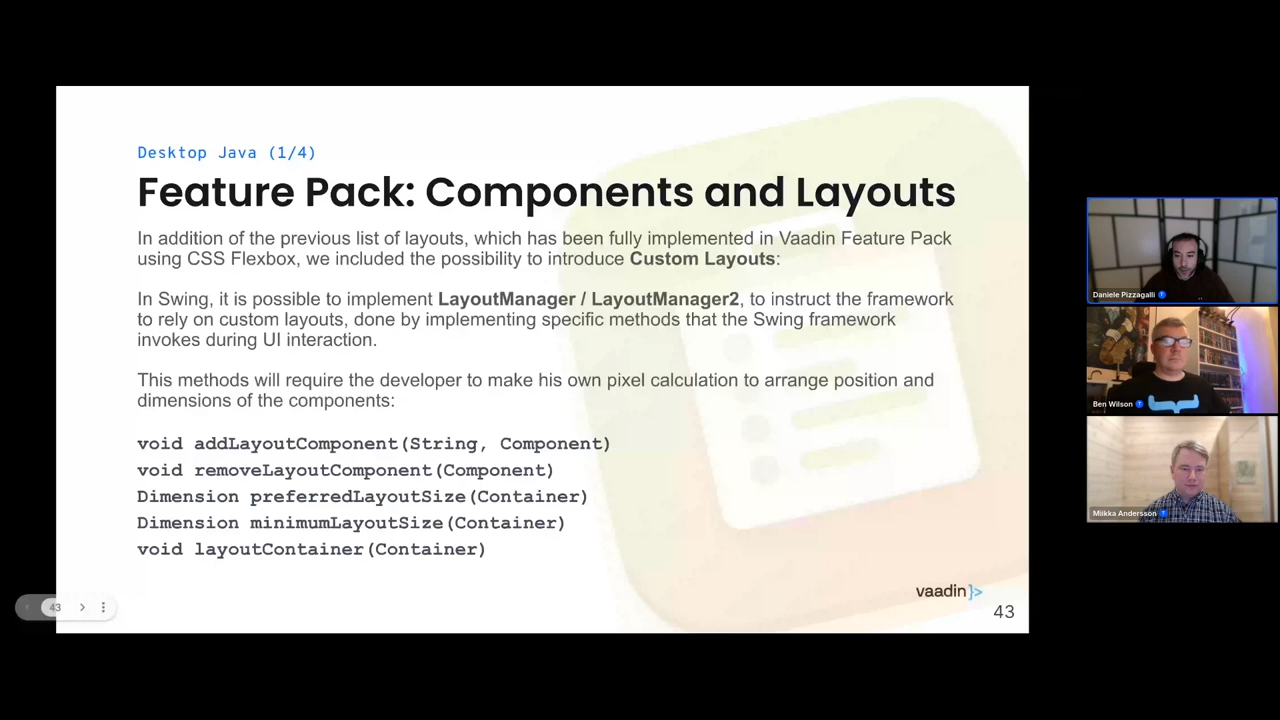 Desktop Java (1/4)
Feature Pack: Components and Layouts
In addition of the previous list of layouts, which has been fully implemented in Vaadin Feature Pack
using CSS Flexbox, we included the possibility to introduce Custom Layouts:
In Swing, it is possible to implement LayoutManager / LayoutManager2, to instruct the framework
to rely on custom layouts, done by implementing specific methods that the Swing framework
invokes during UI interaction.
This methods will require the developer to make his own pixel calculation to arrange position and
dimensions of the components:
void addLayoutComponent(String, Component)
void removeLayoutComponent(Component)
Dimension preferredLayoutSize(Container)
Dimension minimumLayoutSize(Container)
void layoutContainer(Container)
vaadin}>
43
43
Daniele Pizzagalli
Ben Wilson
Miikka Andersson